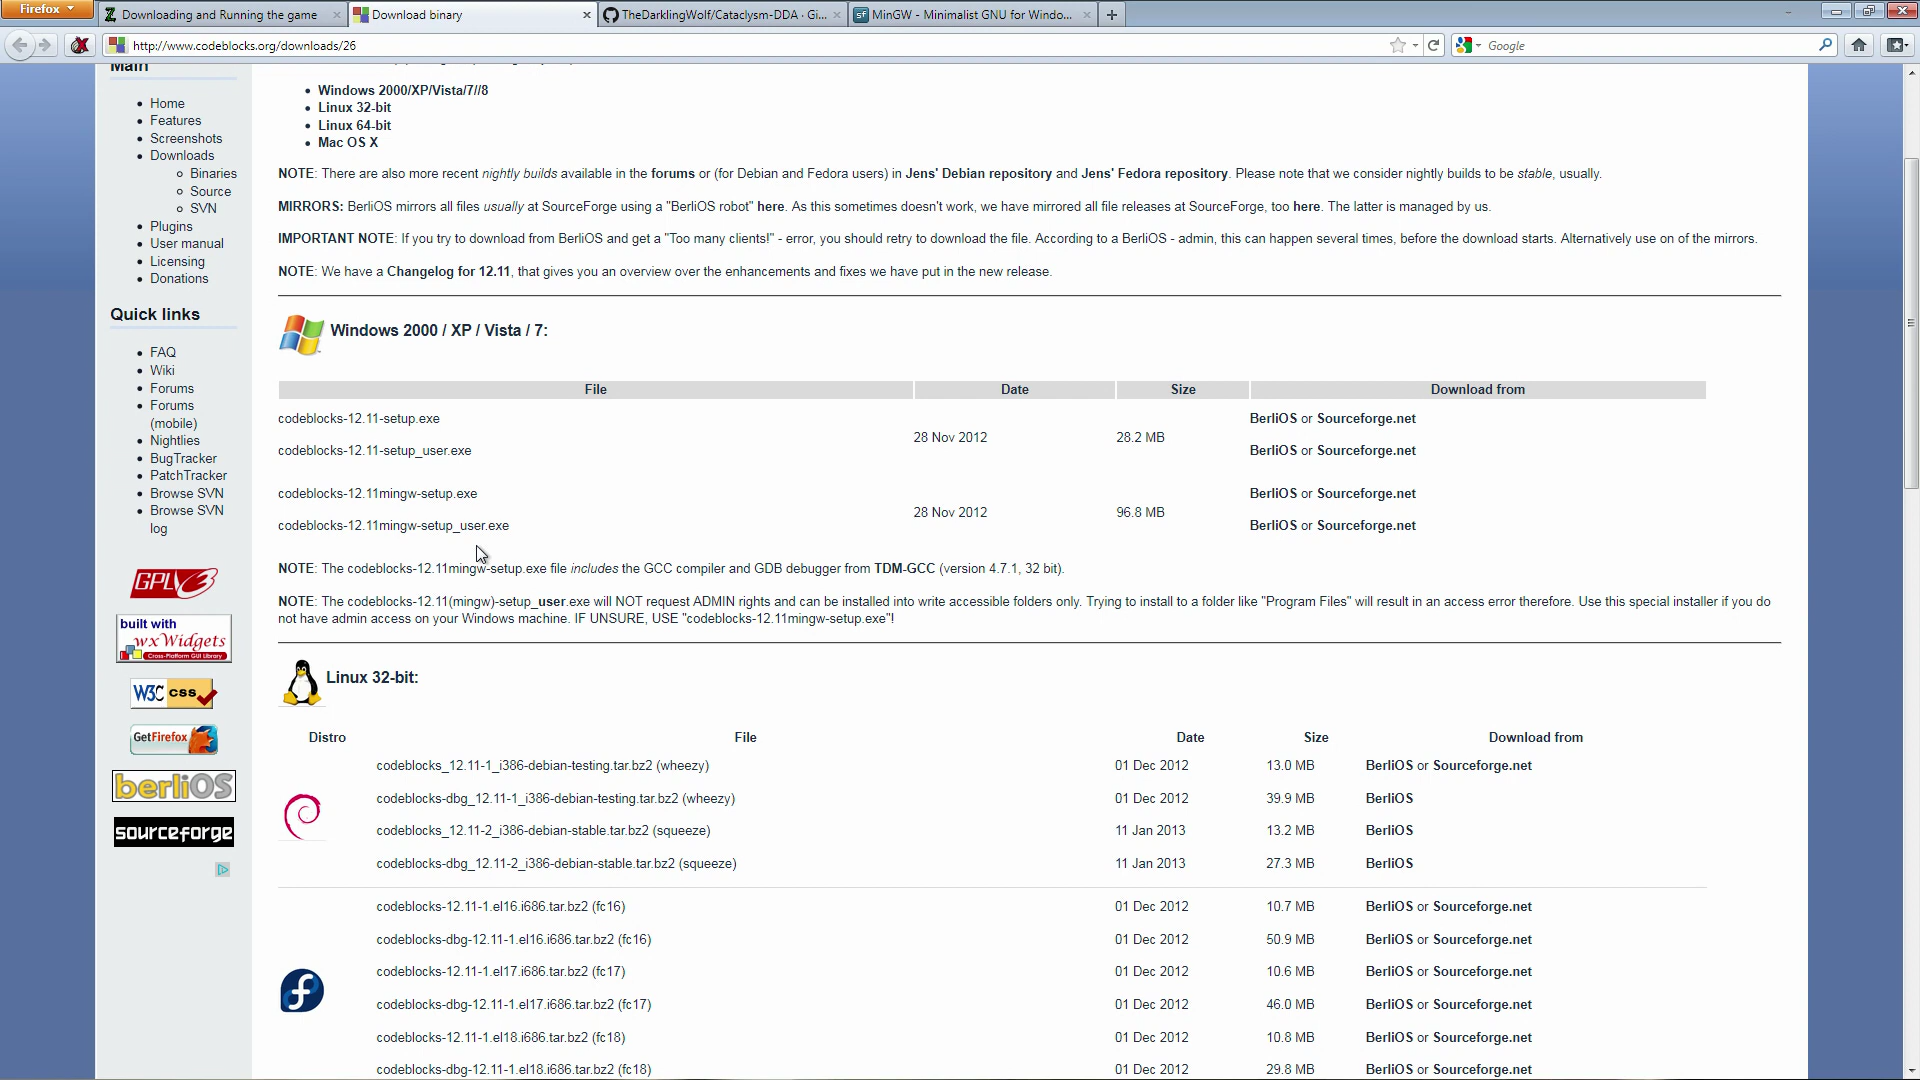 Firefox
Downloading and Running the game
Download binary
TheDarklingWolf/Cataclysm-DDA · Gi...
MinGW - Minimalist GNU for Windo...
http://www.codeblocks.org/downloads/26
Google
Main
Home
Features
Screenshots
Downloads
Binaries
Source
SVN
Plugins
User manual
Licensing
Donations
Quick links
FAQ
Wiki
Forums
Forums
(mobile)
Nightlies
BugTracker
PatchTracker
Browse SVN
Browse SVN
log
GPL v3
built with
wxWidgets
Cross-Platform GUI Library
W3C css
GetFirefox
berliOS
sourceforge
Windows 2000/XP/Vista/7//8
Linux 32-bit
Linux 64-bit
Mac OS X
NOTE: There are also more recent nightly builds available in the forums or (for Debian and Fedora users) in Jens' Debian repository and Jens' Fedora repository. Please note that we consider nightly builds to be stable, usually.
MIRRORS: BerliOS mirrors all files usually at SourceForge using a "BerliOS robot" here. As this sometimes doesn't work, we have mirrored all file releases at SourceForge, too here. The latter is managed by us.
IMPORTANT NOTE: If you try to download from BerliOS and get a "Too many clients!" - error, you should retry to download the file. According to a BerliOS - admin, this can happen several times, before the download starts. Alternatively use on of the mirrors.
NOTE: We have a Changelog for 12.11, that gives you an overview over the enhancements and fixes we have put in the new release.
Windows 2000 / XP / Vista / 7:
File Date Size Download from
codeblocks-12.11-setup.exe BerliOS or Sourceforge.net
28 Nov 2012 28.2 MB
codeblocks-12.11-setup_user.exe BerliOS or Sourceforge.net
codeblocks-12.11mingw-setup.exe BerliOS or Sourceforge.net
28 Nov 2012 96.8 MB
codeblocks-12.11mingw-setup_user.exe BerliOS or Sourceforge.net
NOTE: The codeblocks-12.11mingw-setup.exe file includes the GCC compiler and GDB debugger from TDM-GCC (version 4.7.1, 32 bit).
NOTE: The codeblocks-12.11(mingw)-setup_user.exe will NOT request ADMIN rights and can be installed into write accessible folders only. Trying to install to a folder like "Program Files" will result in an access error therefore. Use this special installer if you do
not have admin access on your Windows machine. IF UNSURE, USE "codeblocks-12.11mingw-setup.exe"!
Linux 32-bit:
Distro File Date Size Download from
codeblocks_12.11-1_i386-debian-testing.tar.bz2 (wheezy) 01 Dec 2012 13.0 MB BerliOS or Sourceforge.net
codeblocks-dbg_12.11-1_i386-debian-testing.tar.bz2 (wheezy) 01 Dec 2012 39.9 MB BerliOS
codeblocks_12.11-2_i386-debian-stable.tar.bz2 (squeeze) 11 Jan 2013 13.2 MB BerliOS
codeblocks-dbg_12.11-2_i386-debian-stable.tar.bz2 (squeeze) 11 Jan 2013 27.3 MB BerliOS
codeblocks-12.11-1.el16.i686.tar.bz2 (fc16) 01 Dec 2012 10.7 MB BerliOS or Sourceforge.net
codeblocks-dbg-12.11-1.el16.i686.tar.bz2 (fc16) 01 Dec 2012 50.9 MB BerliOS or Sourceforge.net
codeblocks-12.11-1.el17.i686.tar.bz2 (fc17) 01 Dec 2012 10.6 MB BerliOS or Sourceforge.net
codeblocks-dbg-12.11-1.el17.i686.tar.bz2 (fc17) 01 Dec 2012 46.0 MB BerliOS or Sourceforge.net
codeblocks-12.11-1.el18.i686.tar.bz2 (fc18) 01 Dec 2012 10.8 MB BerliOS or Sourceforge.net
codeblocks-dbg-12.11-1.el18.i686.tar.bz2 (fc18) 01 Dec 2012 29.8 MB BerliOS or Sourceforge.net